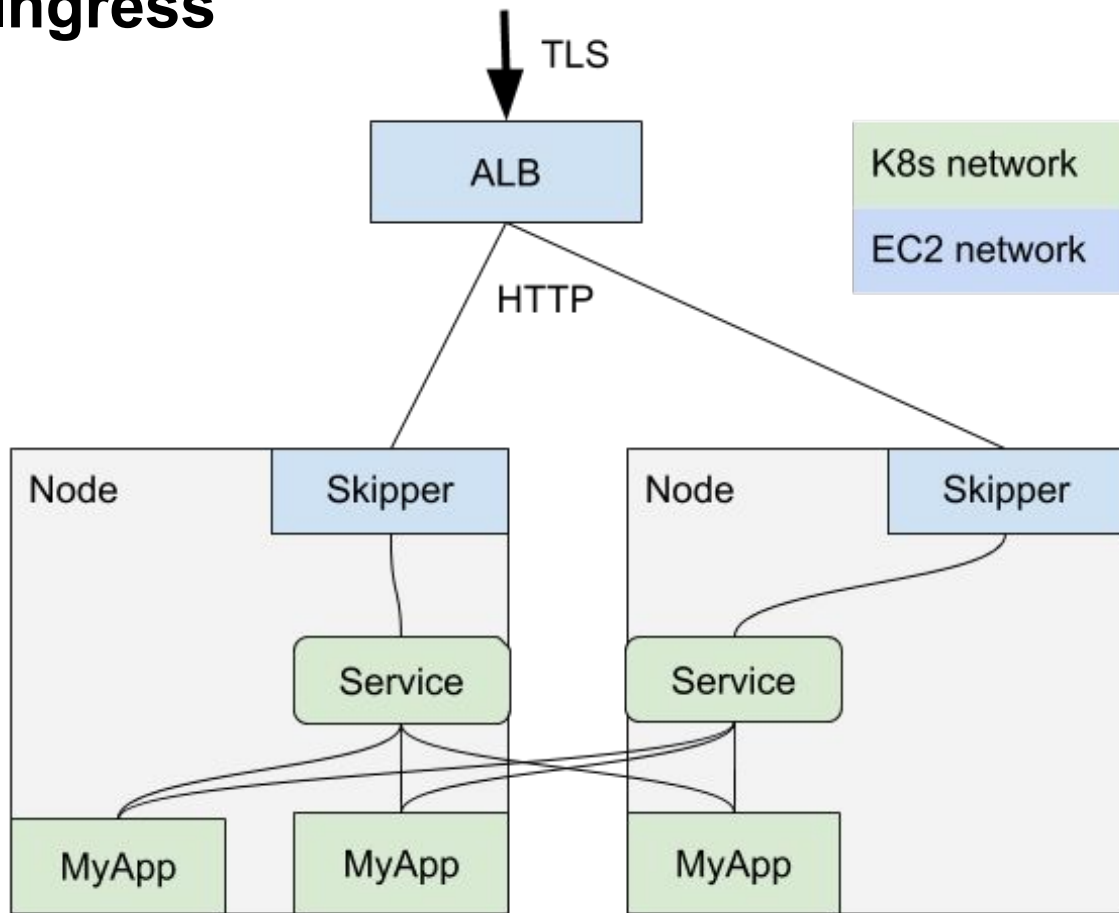 Ingress
TLS
ALB
K8s network
EC2 network
HTTP
Node
Skipper
Node
Skipper
Service
Service
MyApp
MyApp
MyApp